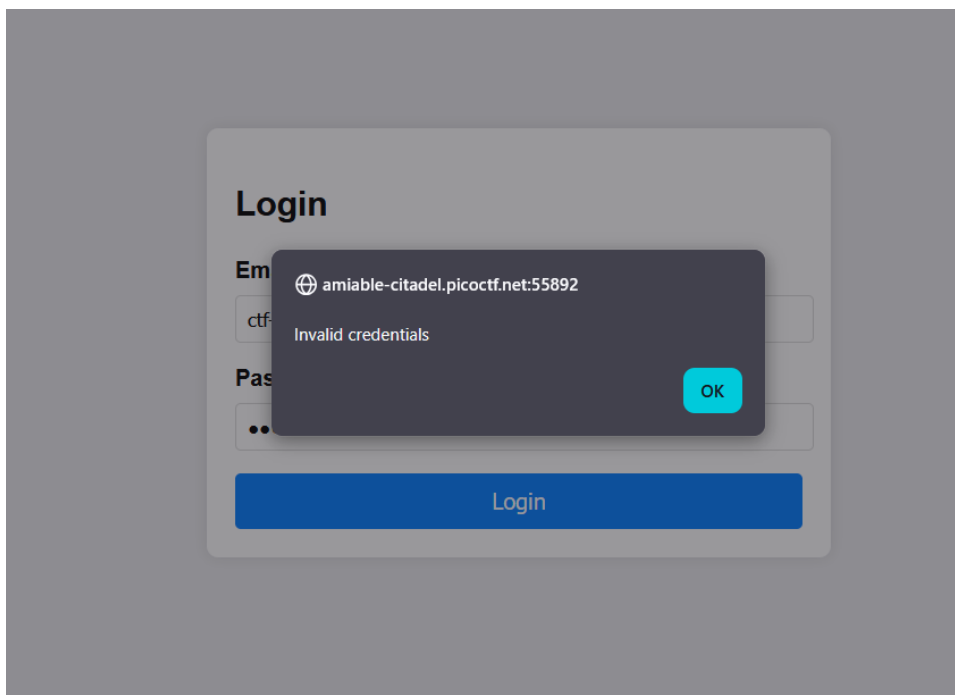 Login
amiable-citadel.picoctf.net:55892
Invalid credentials
OK
Login